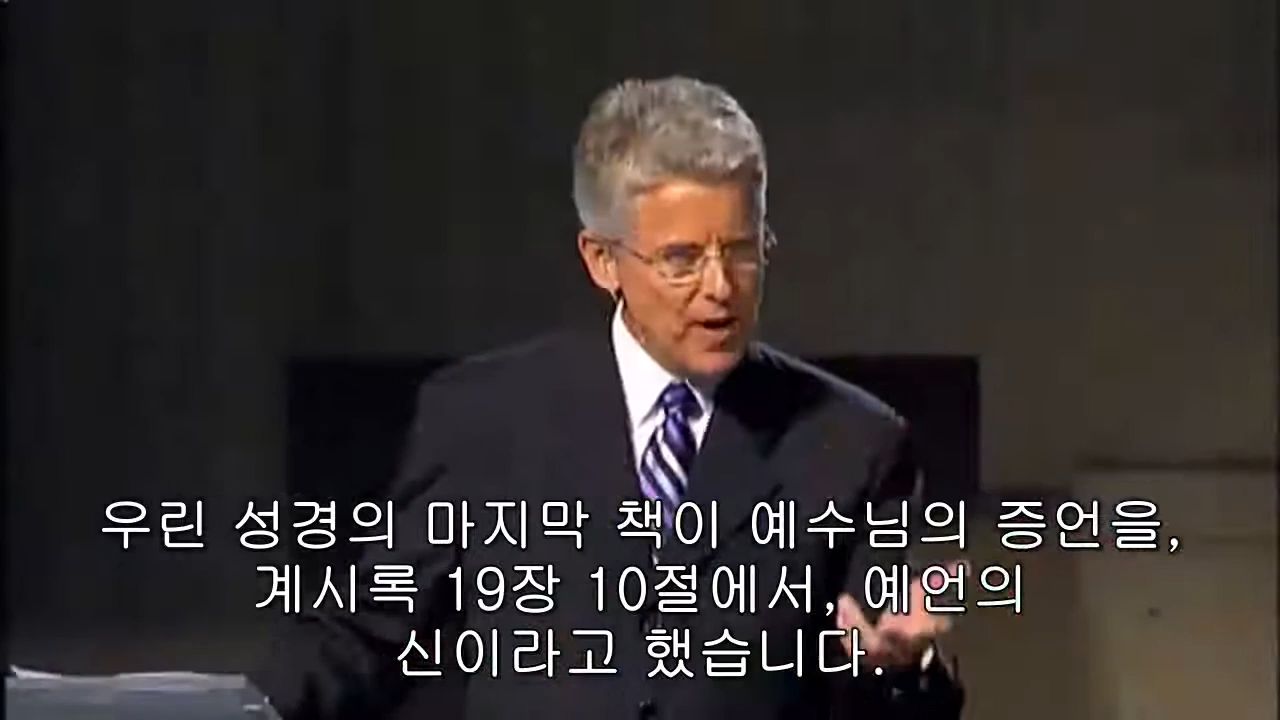 우린 성경의 마지막 책이 예수님의 증언을,
계시록 19장 10절에서, 예언의
신이라고 했습니다.